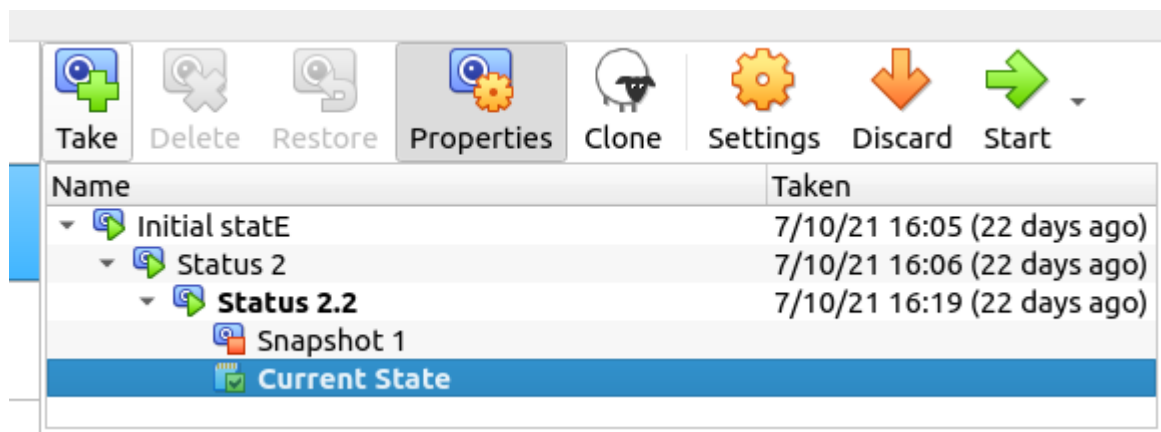 Take Delete Restore Properties Clone Settings Discard Start
Name Taken
Initial statE 7/10/21 16:05 (22 days ago)
Status 2 7/10/21 16:06 (22 days ago)
Status 2.2 7/10/21 16:19 (22 days ago)
Snapshot 1
Current State